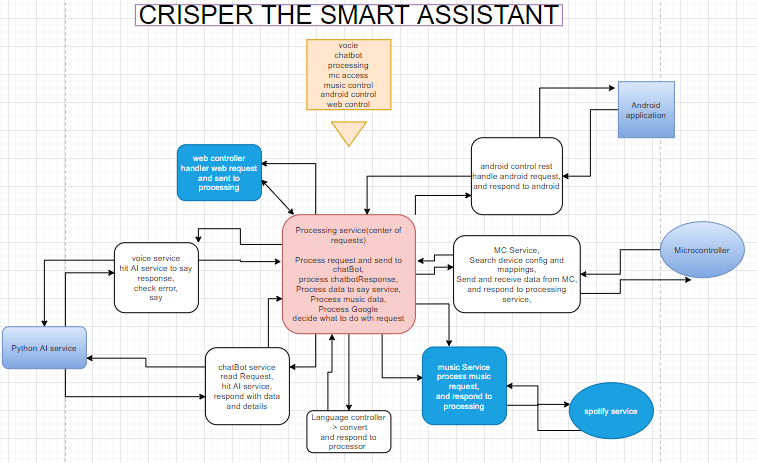 CRISPER THE SMART ASSISTANT
vocie
chatbot
processing
mc access
music control
android control
web control
Android
application
web controller
handler web request
and sent to
processing
android control rest
handle android request,
and respond to android
Processing service(center of
requests)
Process request and send to
chatBot,
process chatbotResponse,
Process data to say service,
Process music data,
Process Google
decide what to do wth request
voice service
hit AI service to say
response,
check error,
say
MC Service,
Search device config and
mappings,
Send and receive data from MC,
and respond to processing
service,
Microcontroller
Python AI service
chatBot service
read Request,
hit AI service,
respond with data
and details
music Service
process music
request,
and respond to
processing
spotify service
Language controller
-> convert
and respond to
processor